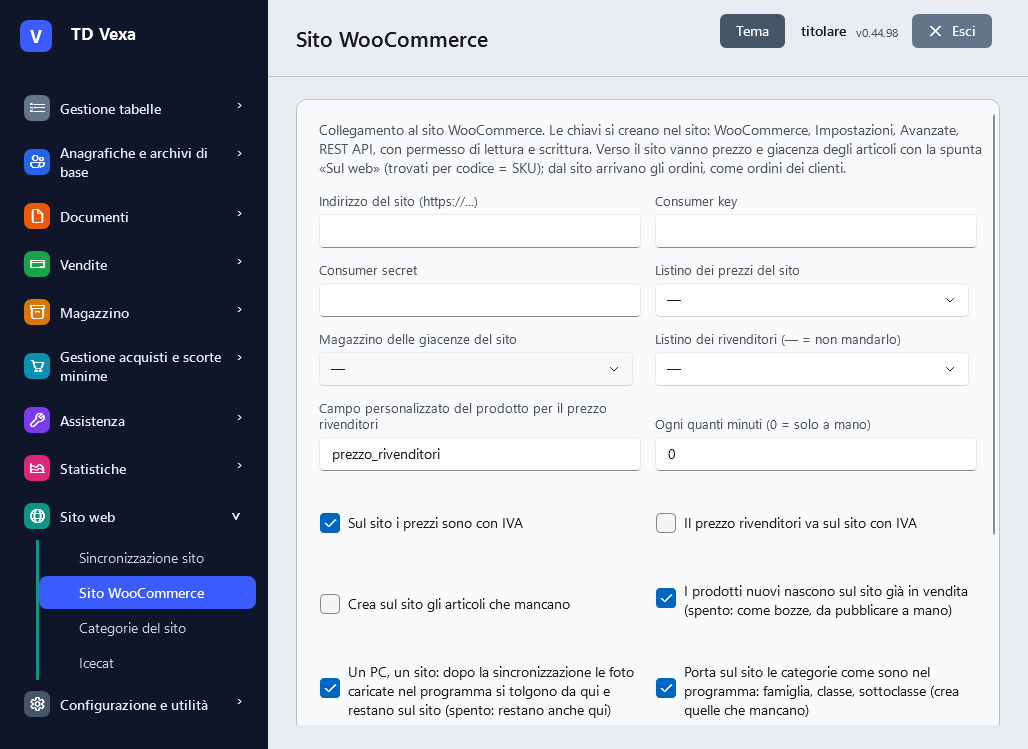 V
TD Vexa
Gestione tabelle
Anagrafiche e archivi di
base
Documenti
Vendite
Magazzino
Gestione acquisti e scorte
minime
Assistenza
Statistiche
Sito web
Sincronizzazione sito
Sito WooCommerce
Categorie del sito
Icecat
Configurazione e utilità
Sito WooCommerce
Tema
titolare
v0.44.98
Esci
Collegamento al sito WooCommerce. Le chiavi si creano nel sito: WooCommerce, Impostazioni, Avanzate,
REST API, con permesso di lettura e scrittura. Verso il sito vanno prezzo e giacenza degli articoli con la spunta
«Sul web» (trovati per codice = SKU); dal sito arrivano gli ordini, come ordini dei clienti.
Indirizzo del sito (https://...)
Consumer key
Consumer secret
Listino dei prezzi del sito
—
Magazzino delle giacenze del sito
—
Listino dei rivenditori (— = non mandarlo)
—
Campo personalizzato del prodotto per il prezzo
rivenditori
prezzo_rivenditori
Ogni quanti minuti (0 = solo a mano)
0
Sul sito i prezzi sono con IVA
Il prezzo rivenditori va sul sito con IVA
Crea sul sito gli articoli che mancano
I prodotti nuovi nascono sul sito già in vendita
(spento: come bozze, da pubblicare a mano)
Un PC, un sito: dopo la sincronizzazione le foto
caricate nel programma si tolgono da qui e
restano sul sito (spento: restano anche qui)
Porta sul sito le categorie come sono nel
programma: famiglia, classe, sottoclasse (crea
quelle che mancano)